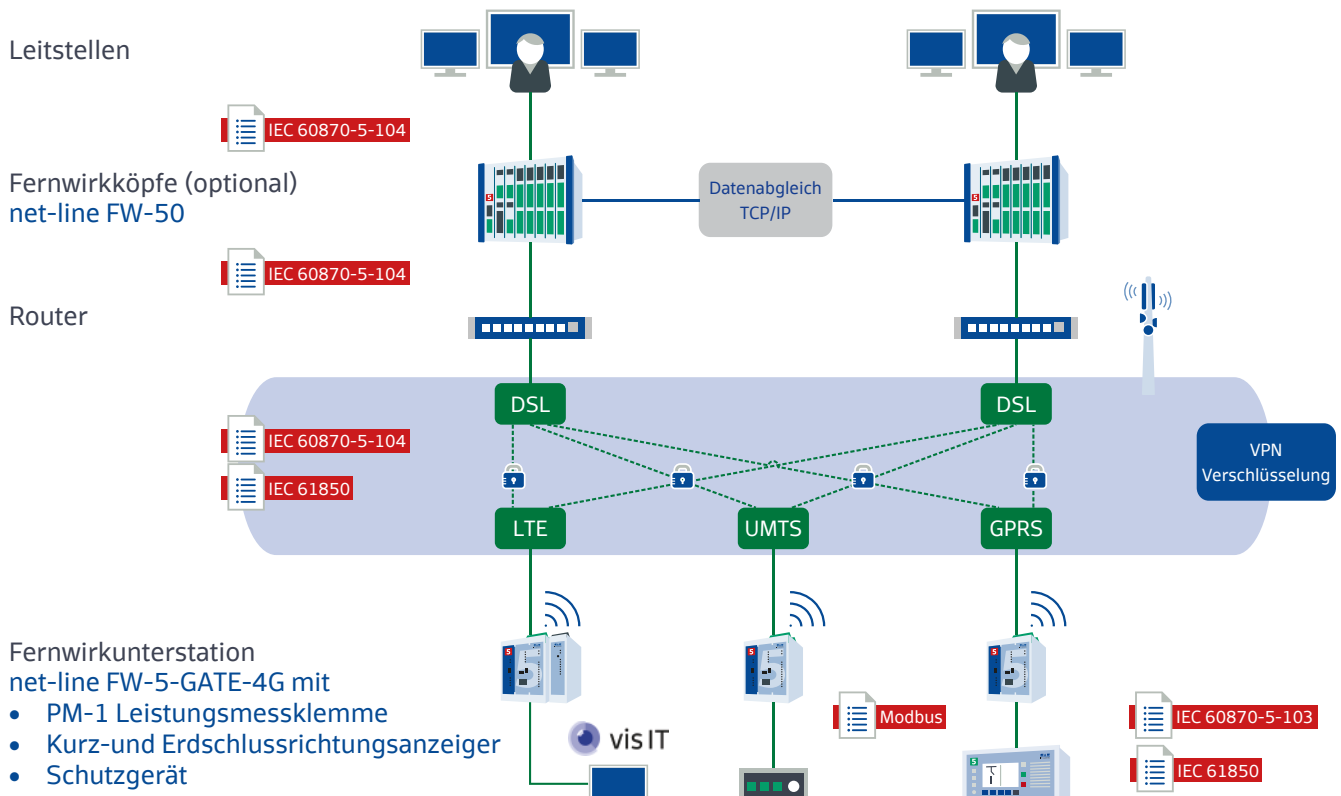 Leitstellen
IEC 60870-5-104
Fernwirkköpfe (optional)
net-line FW-50
Datenabgleich
TCP/IP
IEC 60870-5-104
Router
DSL
DSL
IEC 60870-5-104
IEC 61850
VPN
Verschlüsselung
LTE
UMTS
GPRS
Fernwirkunterstation
net-line FW-5-GATE-4G mit
• PM-1 Leistungsmessklemme
• Kurz-und Erdschlussrichtungsanzeiger
• Schutzgerät
vis IT
Modbus
IEC 60870-5-103
IEC 61850